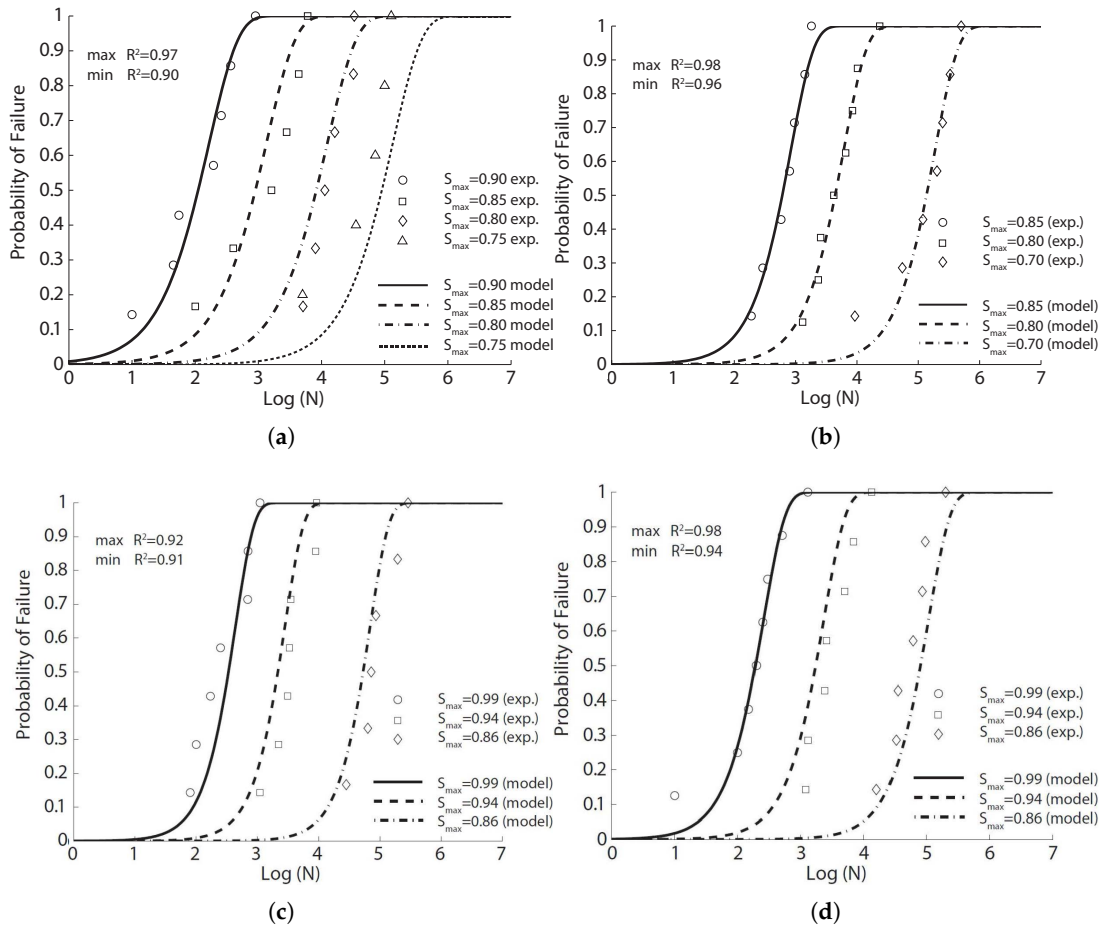 max R²=0.97
min R²=0.90
Probability of Failure
1
0.9
0.8
0.7
0.6
0.5
0.4
0.3
0.2
0.1
0
S_max=0.90 exp.
S_max=0.85 exp.
S_max=0.80 exp.
S_max=0.75 exp.
S_max=0.90 model
S_max=0.85 model
S_max=0.80 model
S_max=0.75 model
0 1 2 3 4 5 6 7
Log (N)
(a)
max R²=0.98
min R²=0.96
Probability of Failure
1
0.9
0.8
0.7
0.6
0.5
0.4
0.3
0.2
0.1
0
S_max=0.85 (exp.)
S_max=0.80 (exp.)
S_max=0.70 (exp.)
S_max=0.85 (model)
S_max=0.80 (model)
S_max=0.70 (model)
0 1 2 3 4 5 6 7
Log (N)
(b)
max R²=0.92
min R²=0.91
Probability of Failure
1
0.9
0.8
0.7
0.6
0.5
0.4
0.3
0.2
0.1
0
S_max=0.99 (exp.)
S_max=0.94 (exp.)
S_max=0.86 (exp.)
S_max=0.99 (model)
S_max=0.94 (model)
S_max=0.86 (model)
0 1 2 3 4 5 6 7
Log (N)
(c)
max R²=0.98
min R²=0.94
Probability of Failure
1
0.9
0.8
0.7
0.6
0.5
0.4
0.3
0.2
0.1
0
S_max=0.99 (exp.)
S_max=0.94 (exp.)
S_max=0.86 (exp.)
S_max=0.99 (model)
S_max=0.94 (model)
S_max=0.86 (model)
0 1 2 3 4 5 6 7
Log (N)
(d)